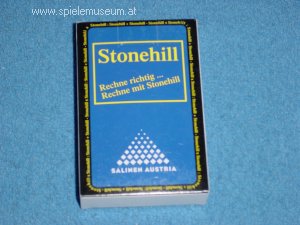 www.spielemuseum.at
Stonehill
Rechne richtig ...
Rechne mit Stonehill
SALINEN AUSTRIA